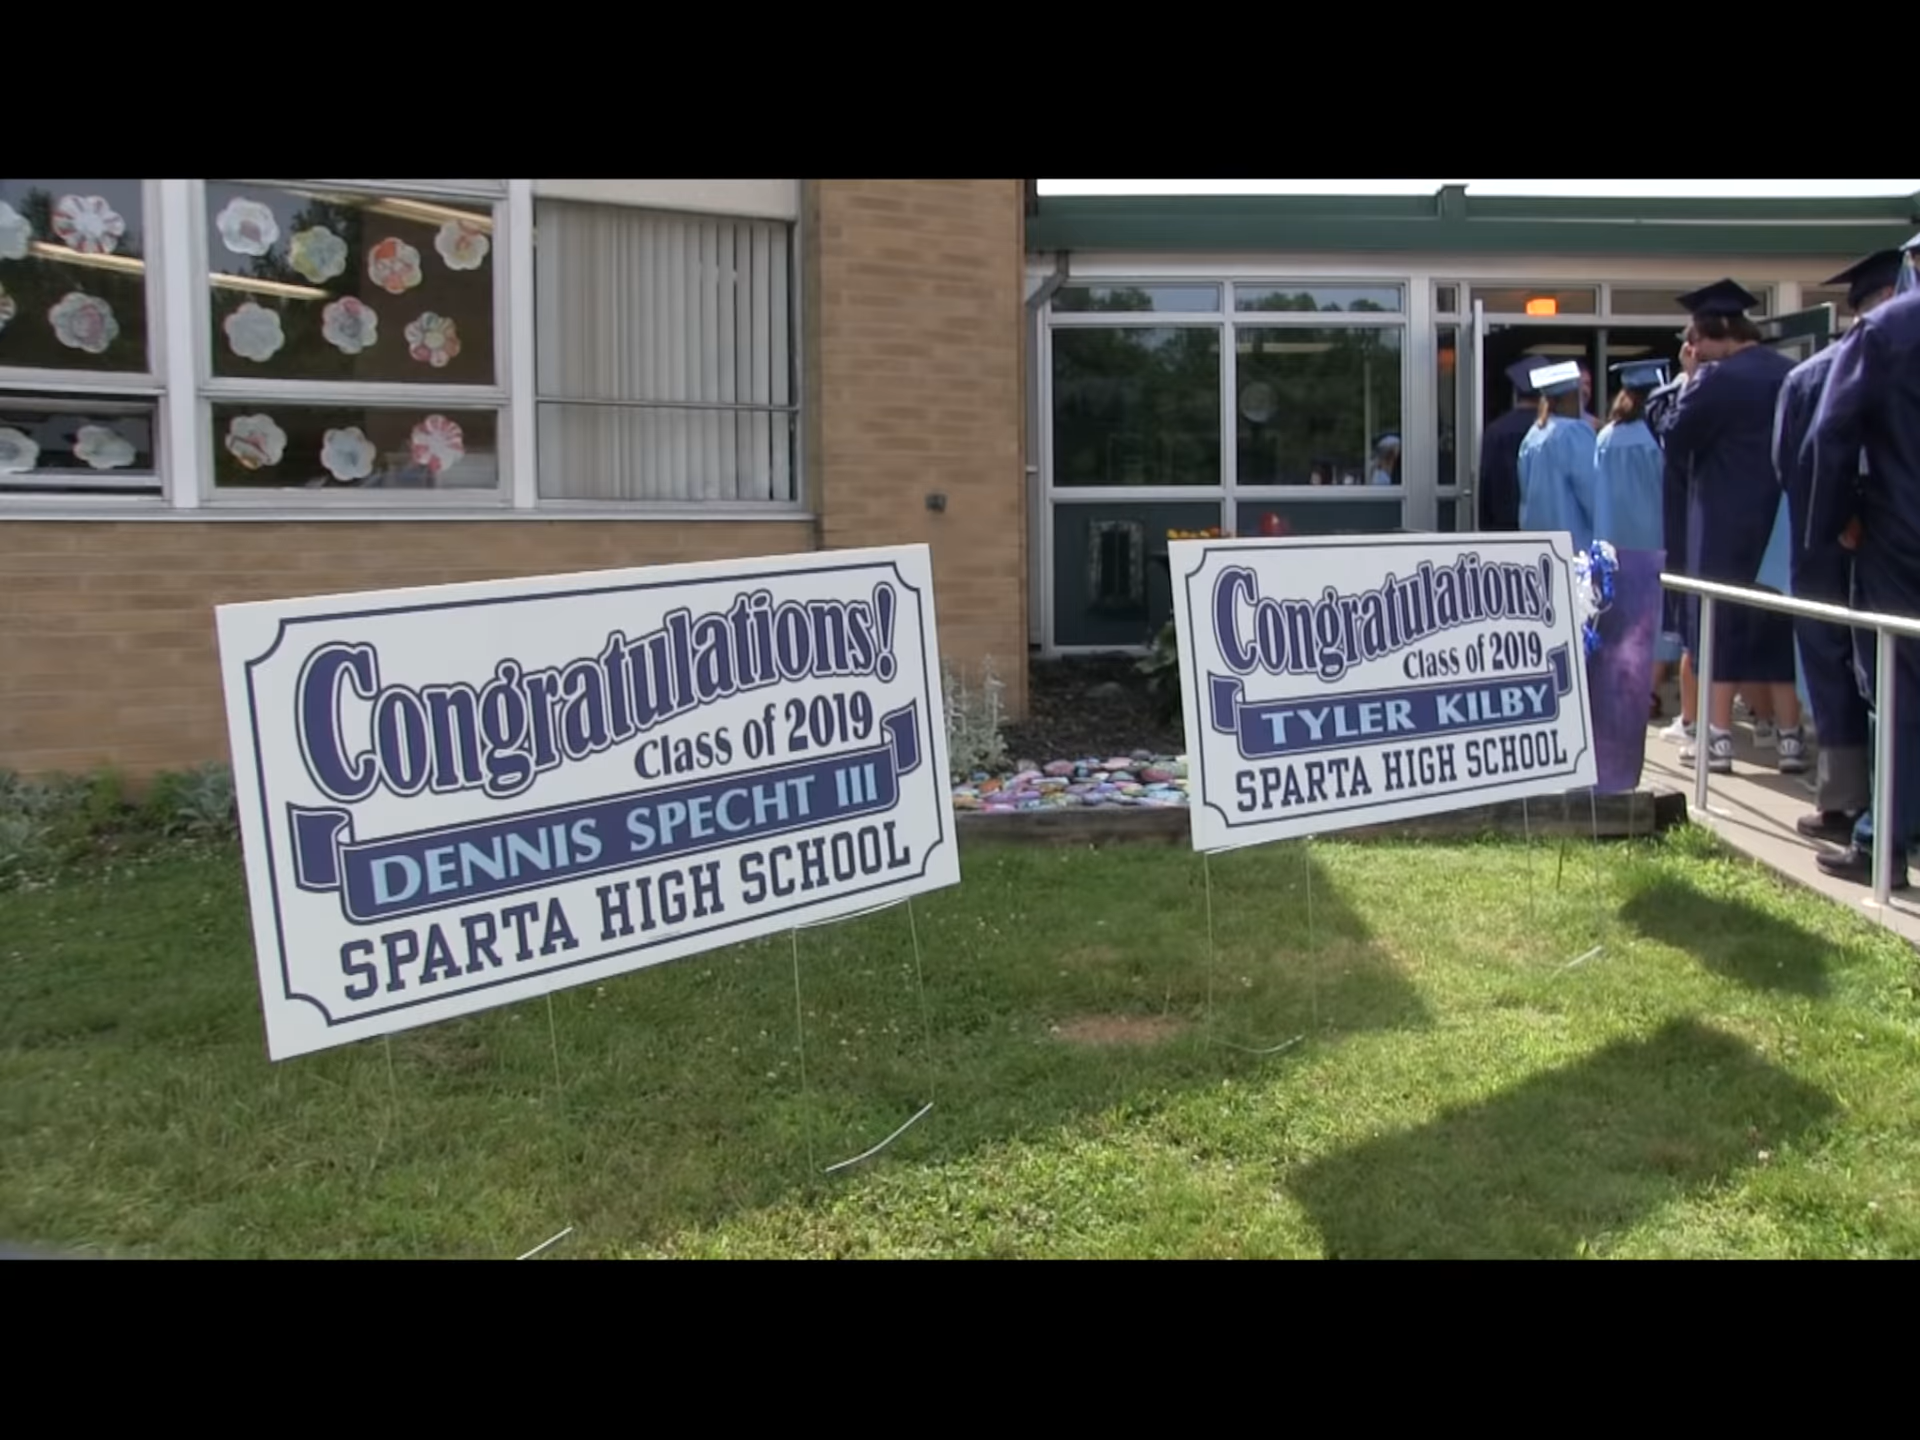 Congratulations!
Class of 2019
DENNIS SPECHT III
SPARTA HIGH SCHOOL
Congratulations!
Class of 2019
TYLER KILBY
SPARTA HIGH SCHOOL